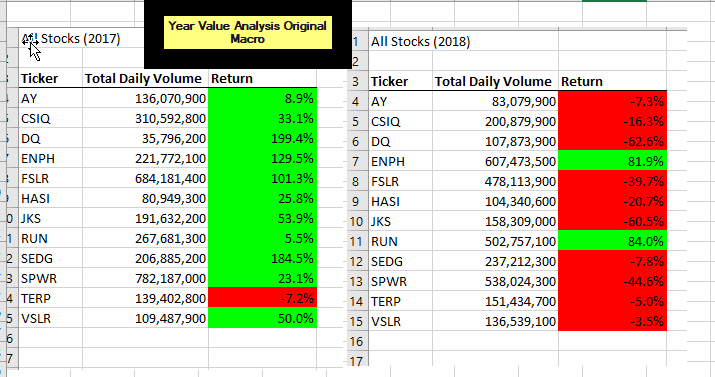 Year Value Analysis Original
Macro
All Stocks (2017)
Ticker Total Daily Volume Return
AY 136,070,900 8.9%
CSIQ 310,592,800 33.1%
DQ 35,796,200 199.4%
ENPH 221,772,100 129.5%
FSLR 684,181,400 101.3%
HASI 80,949,300 25.8%
JKS 191,632,200 53.9%
RUN 267,681,300 5.5%
SEDG 206,885,200 184.5%
SPWR 782,187,000 23.1%
TERP 139,402,800 -7.2%
VSLR 109,487,900 50.0%
1 All Stocks (2018)
2
3 Ticker Total Daily Volume Return
4 AY 83,079,900 -7.3%
5 CSIQ 200,879,900 -16.3%
6 DQ 107,873,900 -62.6%
7 ENPH 607,473,500 81.9%
8 FSLR 478,113,900 -39.7%
9 HASI 104,340,600 -20.7%
10 JKS 158,309,000 -60.5%
11 RUN 502,757,100 84.0%
12 SEDG 237,212,300 -7.8%
13 SPWR 538,024,300 -44.6%
14 TERP 151,434,700 -5.0%
15 VSLR 136,539,100 -3.5%
16
17